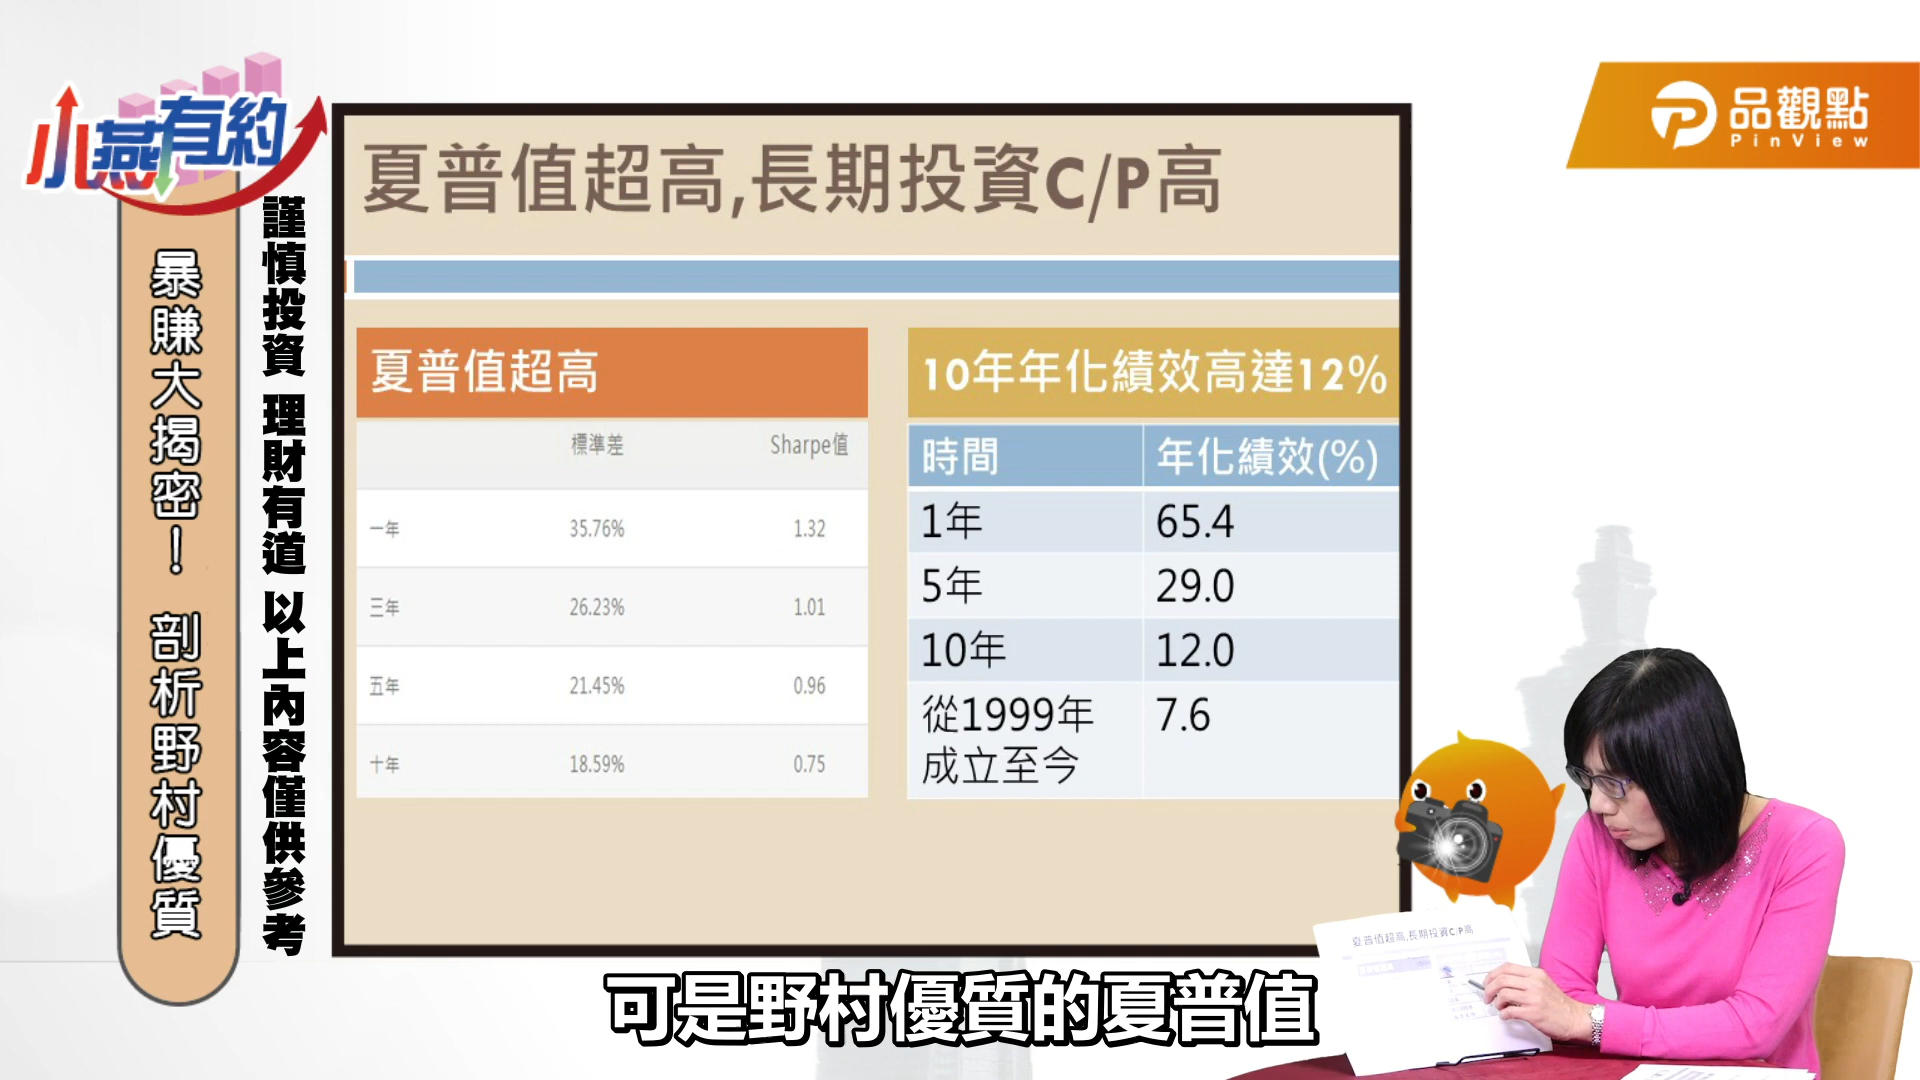 小燕有約
品觀點
PinView
暴賺大揭密！ 剖析野村優質
謹慎投資 理財有道 以上內容僅供參考
夏普值超高,長期投資C/P高
夏普值超高
標準差 Sharpe值
一年 35.76% 1.32
三年 26.23% 1.01
五年 21.45% 0.96
十年 18.59% 0.75
10年年化績效高達12%
時間 年化績效(%)
1年 65.4
5年 29.0
10年 12.0
從1999年 7.6
成立至今
夏普值超高,長期投資C/P高
可是野村優質的夏普值